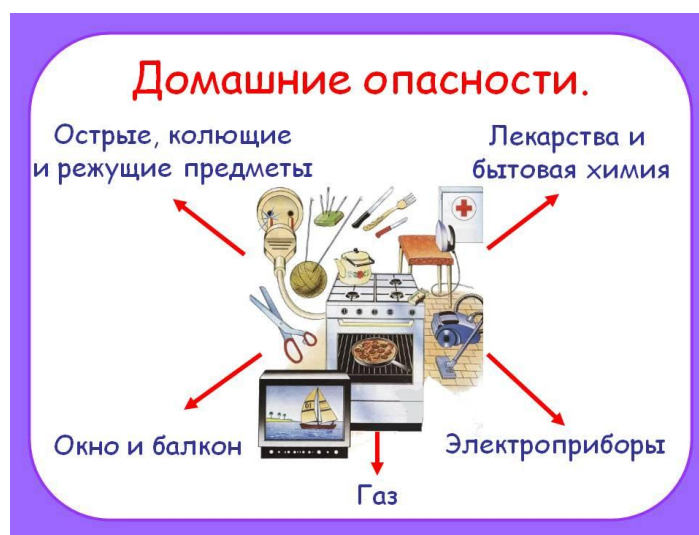 Домашние опасности.
Острые, колющие
и режущие предметы
Лекарства и
бытовая химия
Окно и балкон
Электроприборы
Газ